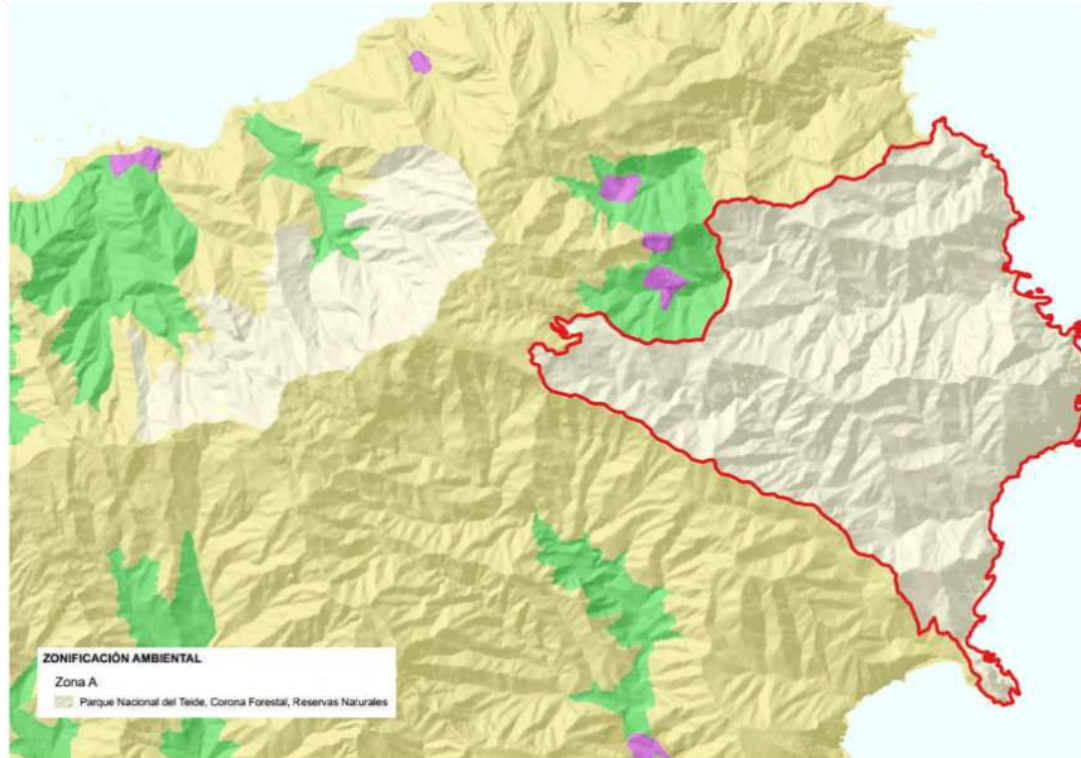 ZONIFICACIÓN AMBIENTAL
Zona A
Parque Nacional del Teide, Corona Forestal, Reservas Naturales